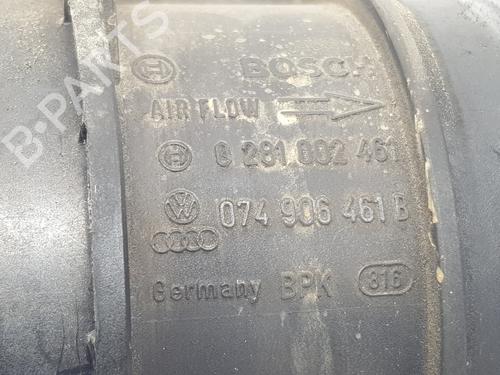 BOSCH
AIR FLOW
0 281 002 461
074 906 461 B
Germany BPK 816
B-PARTS